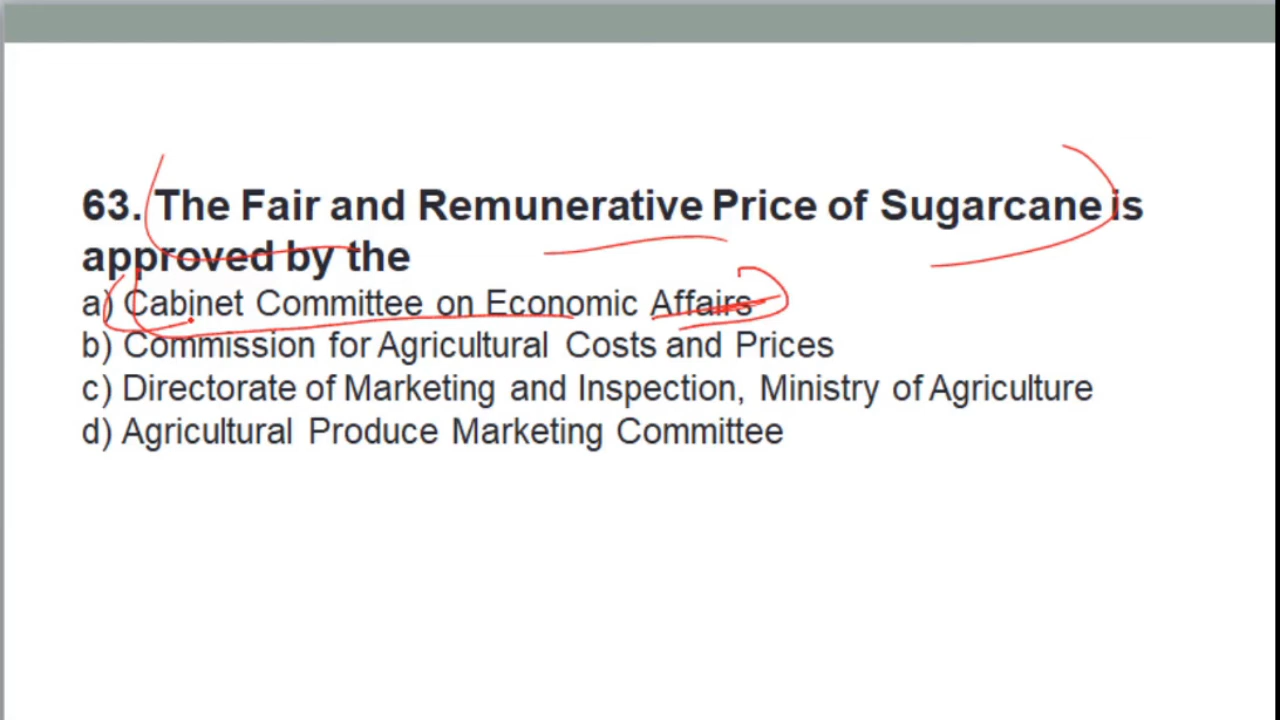 63. The Fair and Remunerative Price of Sugarcane is
approved by the
a) Cabinet Committee on Economic Affairs
b) Commission for Agricultural Costs and Prices
c) Directorate of Marketing and Inspection, Ministry of Agriculture
d) Agricultural Produce Marketing Committee